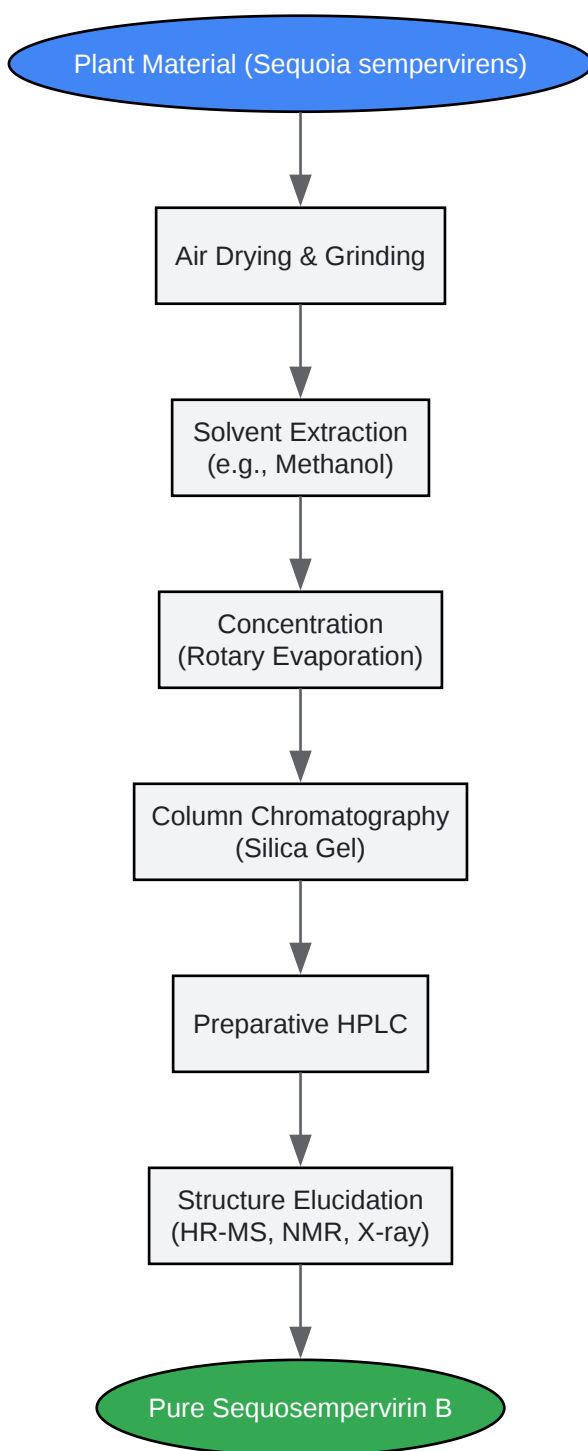 Plant Material (Sequoia sempervirens)
Air Drying & Grinding
Solvent Extraction
(e.g., Methanol)
Concentration
(Rotary Evaporation)
Column Chromatography
(Silica Gel)
Preparative HPLC
Structure Elucidation
(HR-MS, NMR, X-ray)
Pure Sequosempervirin B